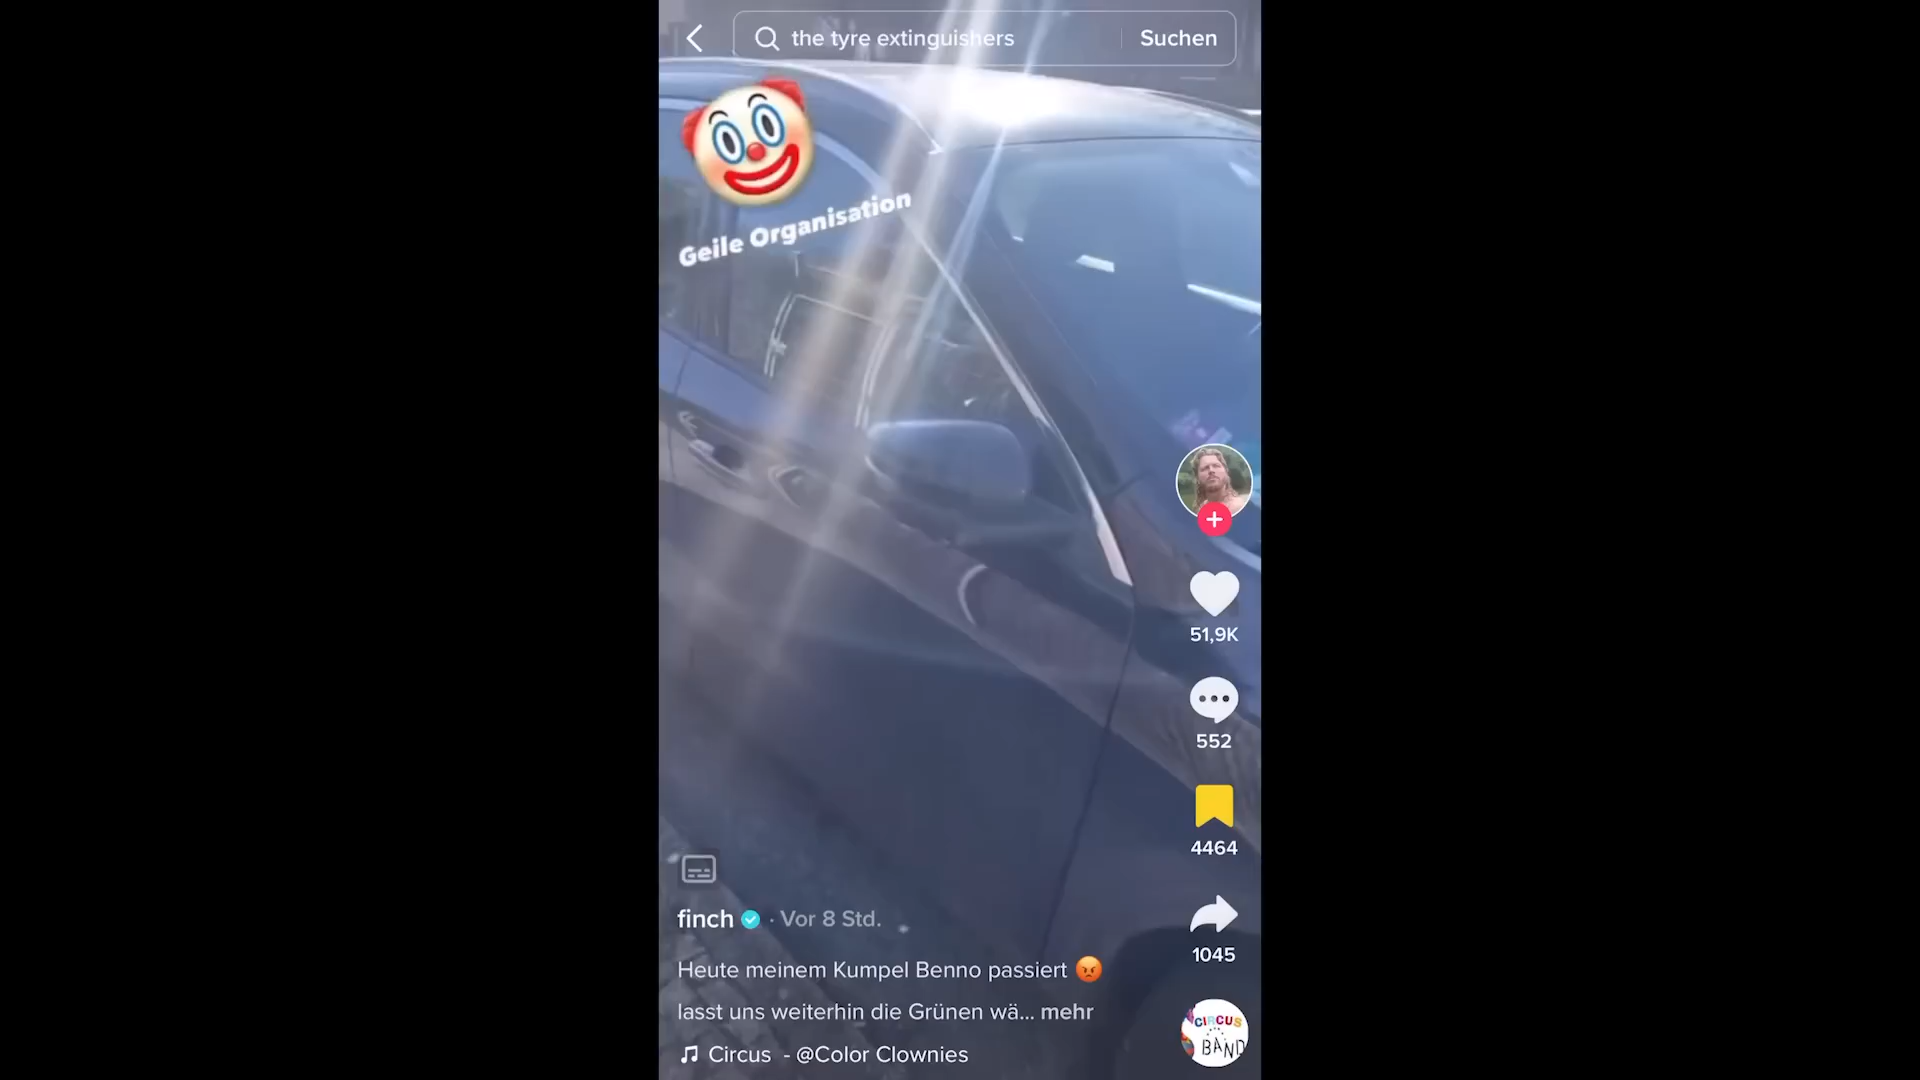 the tyre extinguishers
Suchen
Geile Organisation
51,9K
552
4464
1045
finch · Vor 8 Std.
Heute meinem Kumpel Benno passiert 😡
lasst uns weiterhin die Grünen wä... mehr
Circus - @Color Clownies
CIRCUS
BAND